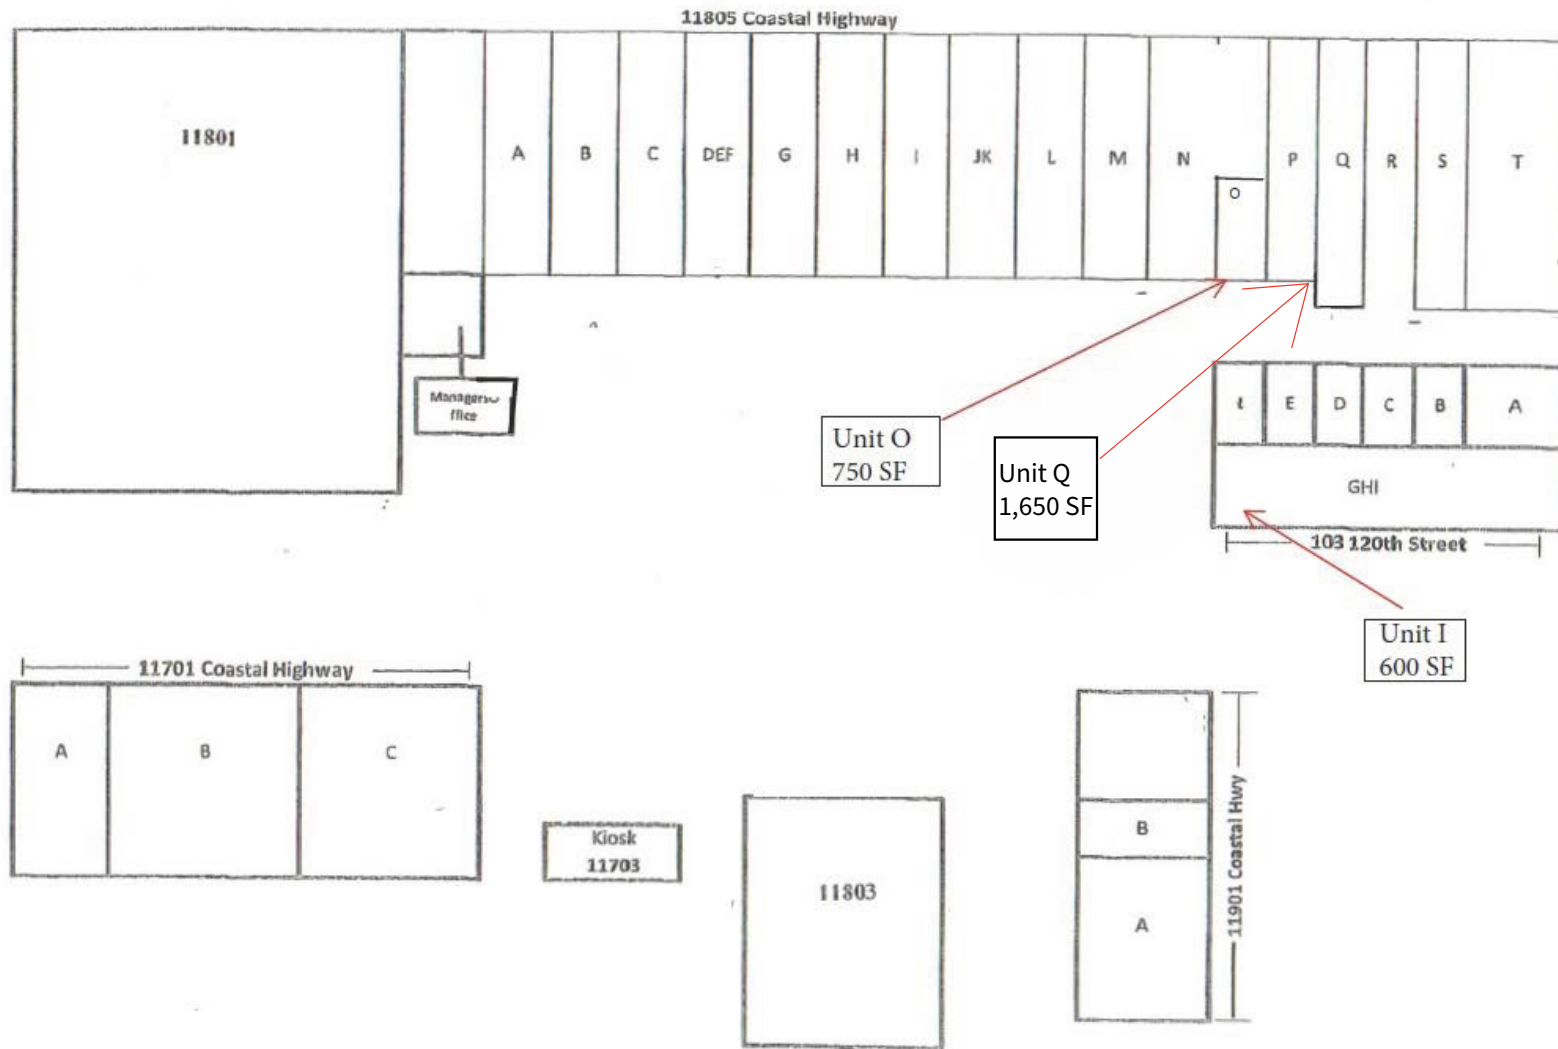 11805 Coastal Highway
11801
A
B
C
DEF
G
H
I
JK
L
M
N
O
P
Q
R
S
T
Unit O
750 SF
Unit Q
1,650 SF
E
D
C
B
A
GHI
103 120th Street
Unit I
600 SF
11701 Coastal Highway
A
B
C
Kiosk
11703
11803
B
A
11901 Coastal Hwy